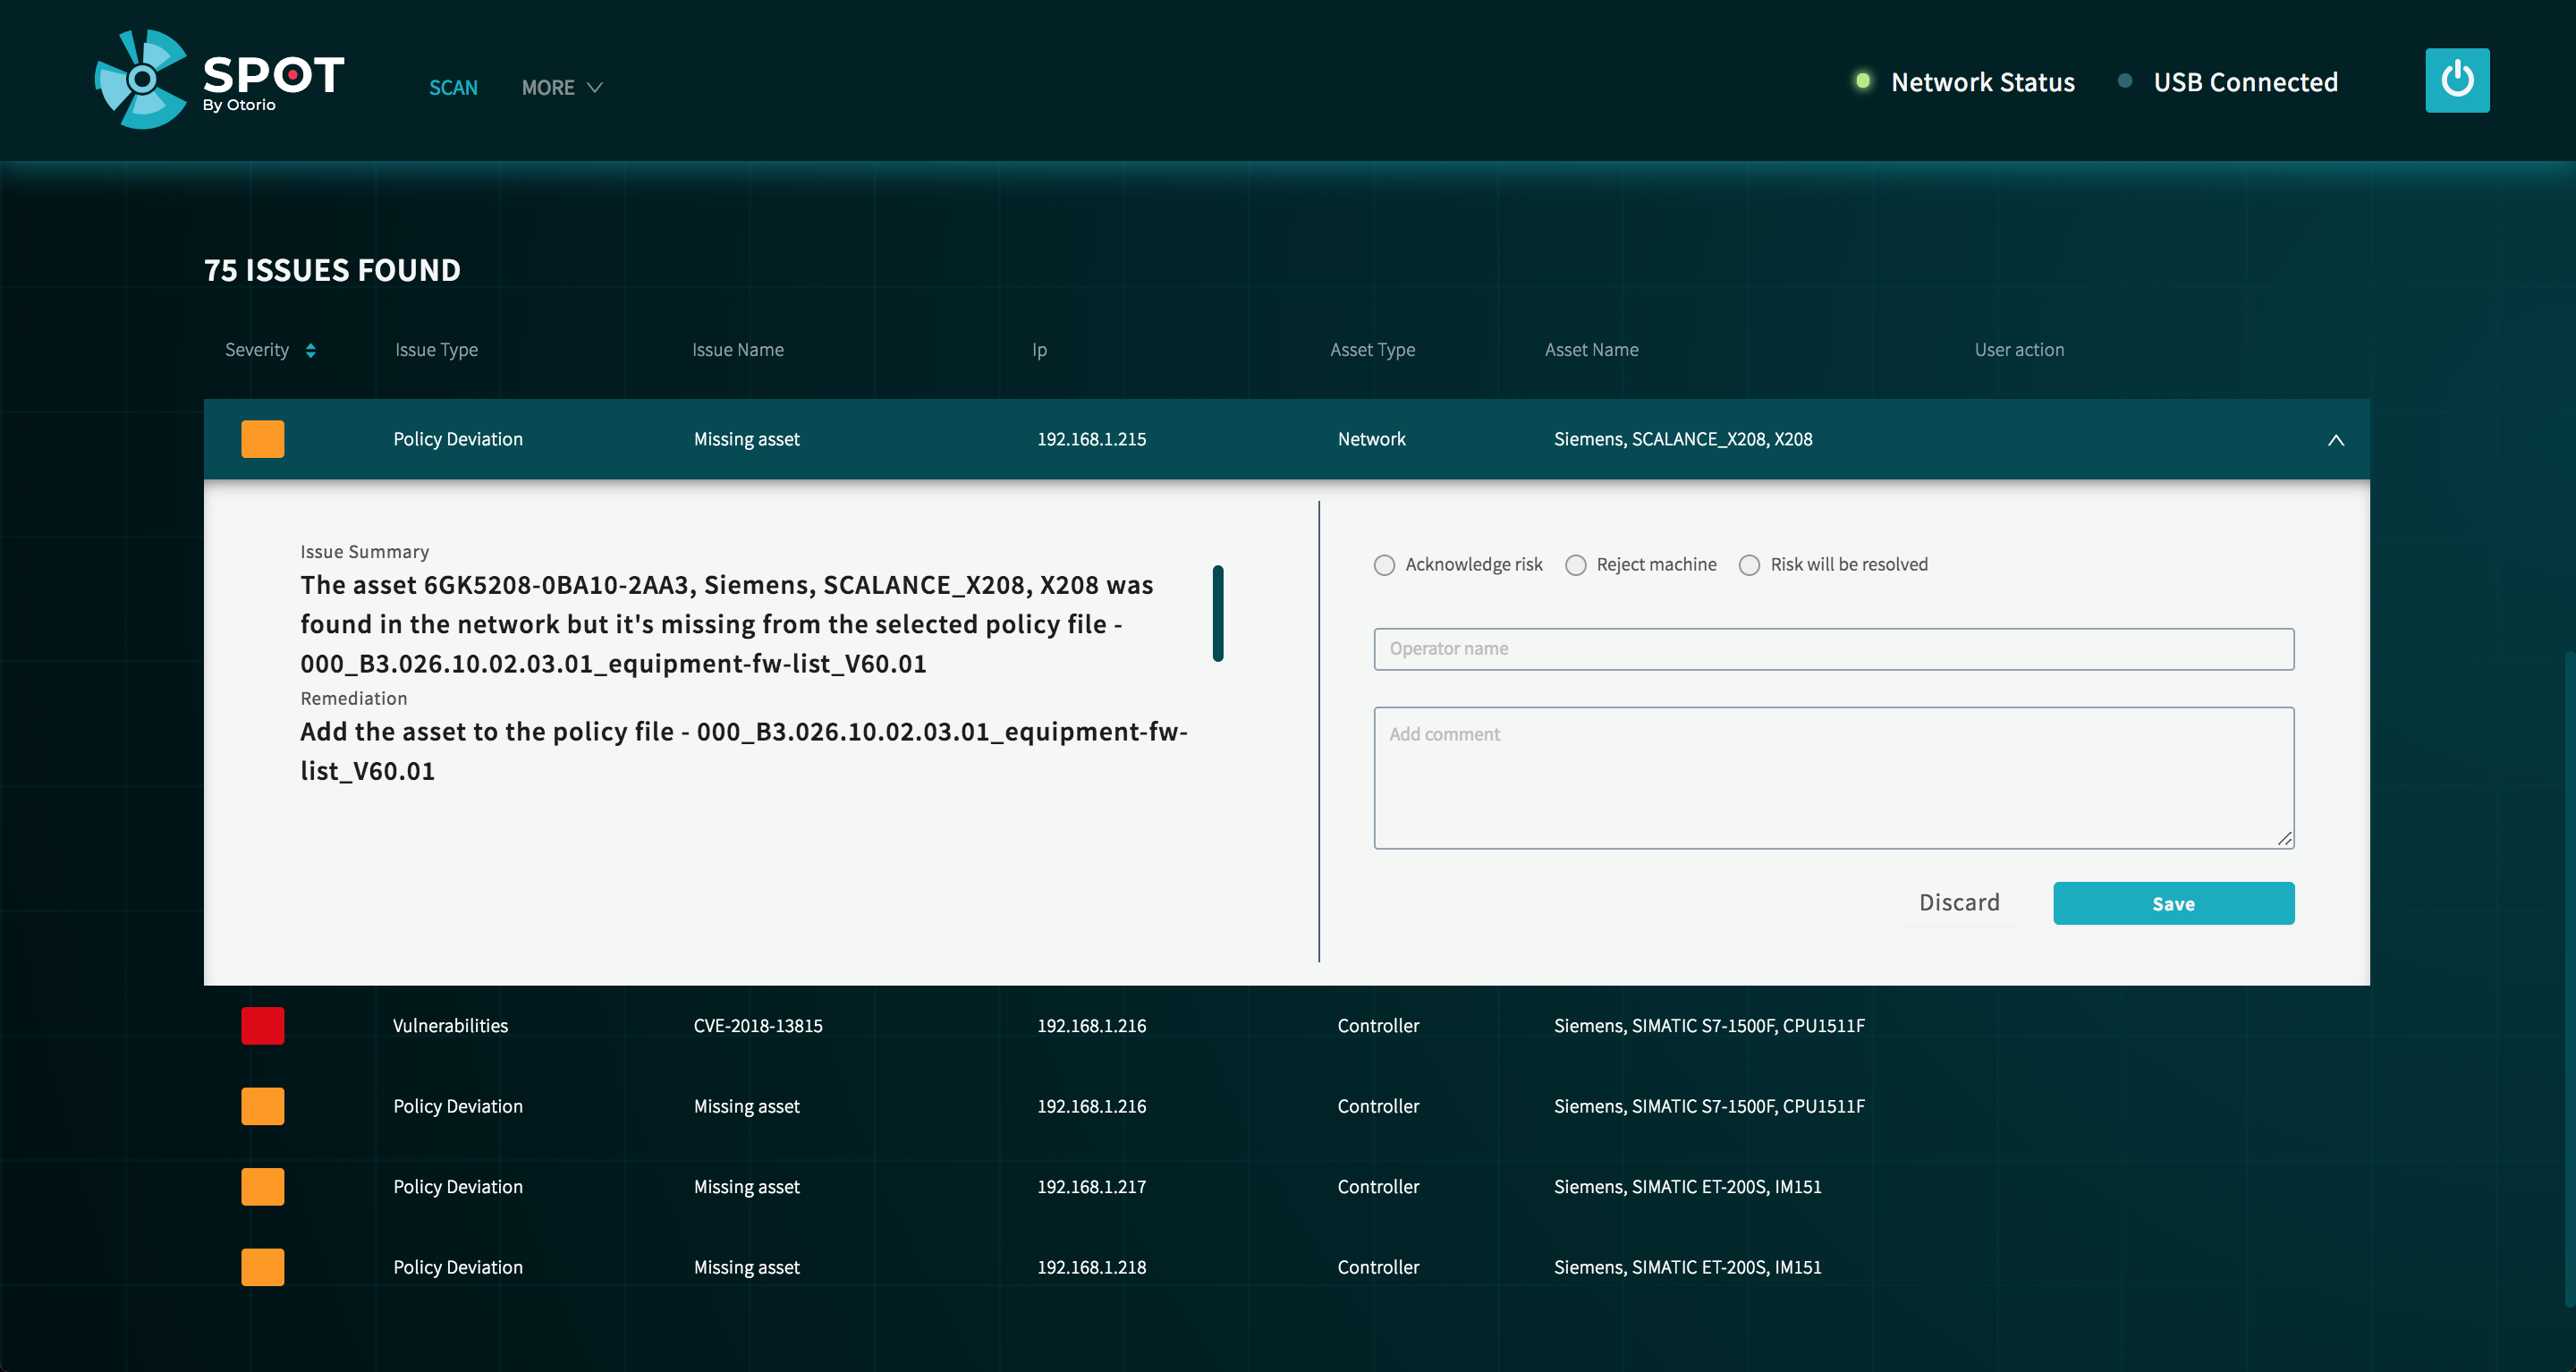 SPOT
By Otorio
SCAN
MORE
Network Status
USB Connected
75 ISSUES FOUND
Severity Issue Type Issue Name Ip Asset Type Asset Name User action
Policy Deviation Missing asset 192.168.1.215 Network Siemens, SCALANCE_X208, X208
Issue Summary
The asset 6GK5208-0BA10-2AA3, Siemens, SCALANCE_X208, X208 was
found in the network but it's missing from the selected policy file -
000_B3.026.10.02.03.01_equipment-fw-list_V60.01
Remediation
Add the asset to the policy file - 000_B3.026.10.02.03.01_equipment-fw-
list_V60.01
Acknowledge risk Reject machine Risk will be resolved
Operator name
Add comment
Discard Save
Vulnerabilities CVE-2018-13815 192.168.1.216 Controller Siemens, SIMATIC S7-1500F, CPU1511F
Policy Deviation Missing asset 192.168.1.216 Controller Siemens, SIMATIC S7-1500F, CPU1511F
Policy Deviation Missing asset 192.168.1.217 Controller Siemens, SIMATIC ET-200S, IM151
Policy Deviation Missing asset 192.168.1.218 Controller Siemens, SIMATIC ET-200S, IM151